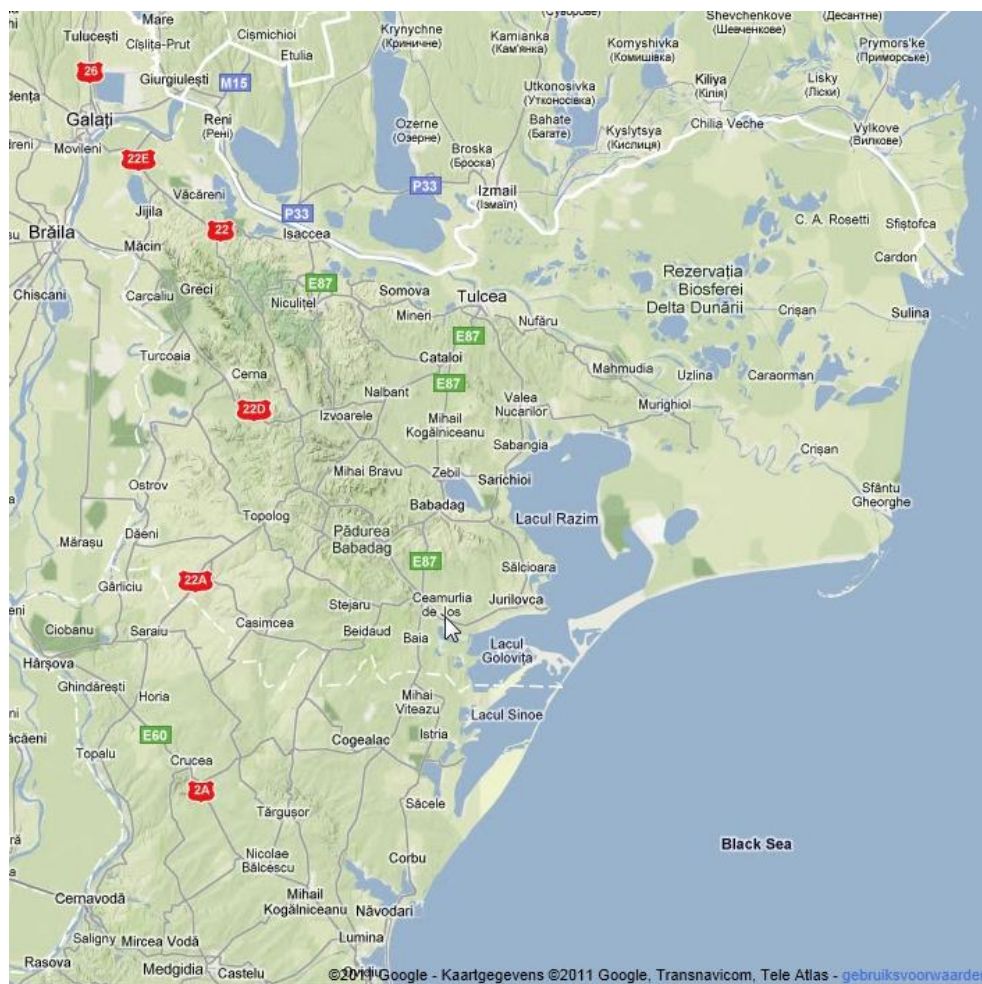 Mare
Tulucești
Cîșlița-Prut
Cișmichioi
Etulia
Krynychne
(Криничне)
Kamianka
(Кам'янка)
(Суворове)
Komyshivka
(Комишівка)
Shevchenkove
(Шевченкове)
(Десантне)
Prymors'ke
(Приморське)
26
Giurgiulești
M15
Utkonosivka
(Утконосівка)
Kiliya
(Кілія)
Lisky
(Ліски)
Galați
Reni
(Рені)
Ozerne
(Озерне)
Bahate
(Багате)
Kyslytsya
(Кислиця)
Chilia Veche
Vylkove
(Вилкове)
Movileni
22E
Broska
(Броска)
Văcăreni
P33
Izmail
(Ізмаїл)
Jijila
P33
22
Isaccea
C. A. Rosetti
Sfiștofca
Brăila
Măcin
Cardon
Rezervația
Biosferei
Delta Dunării
Chiscani
Carcaliu
Greci
E87
Niculițel
Somova
Mineri
Tulcea
Nufăru
Crișan
Sulina
E87
Turcoaia
Cerna
Cataloi
E87
Mahmudia
Uzlina
Caraorman
22D
Izvoarele
Nalbant
Valea
Nucarilor
Murighiol
Mihail
Kogălniceanu
Sabangia
Crișan
Ostrov
Mihai Bravu
Zebil
Sarichioi
Sfântu
Gheorghe
Topolog
Babadag
Lacul Razim
Dăeni
Mărașu
Pădurea
Babadag
E87
Sălcioara
22A
Gârliciu
Stejaru
Ceamurlia
de Jos
Jurilovca
Ciobanu
Saraiu
Casimcea
Beidaud
Baia
Lacul
Golovița
Hârșova
Ghindărești
Horia
Mihai
Viteazu
Lacul Sinoe
E60
Cogealac
Istria
Topalu
Crucea
2A
Târgușor
Săcele
Black Sea
Nicolae
Bălcescu
Corbu
Cernavodă
Mihail
Kogălniceanu
Năvodari
Saligny
Mircea Vodă
Lumina
Rasova
Medgidia
Castelu
Ovidiu
©2011 Google - Kaartgegevens ©2011 Google, Transnavicom, Tele Atlas - gebruiksvoorwaarden